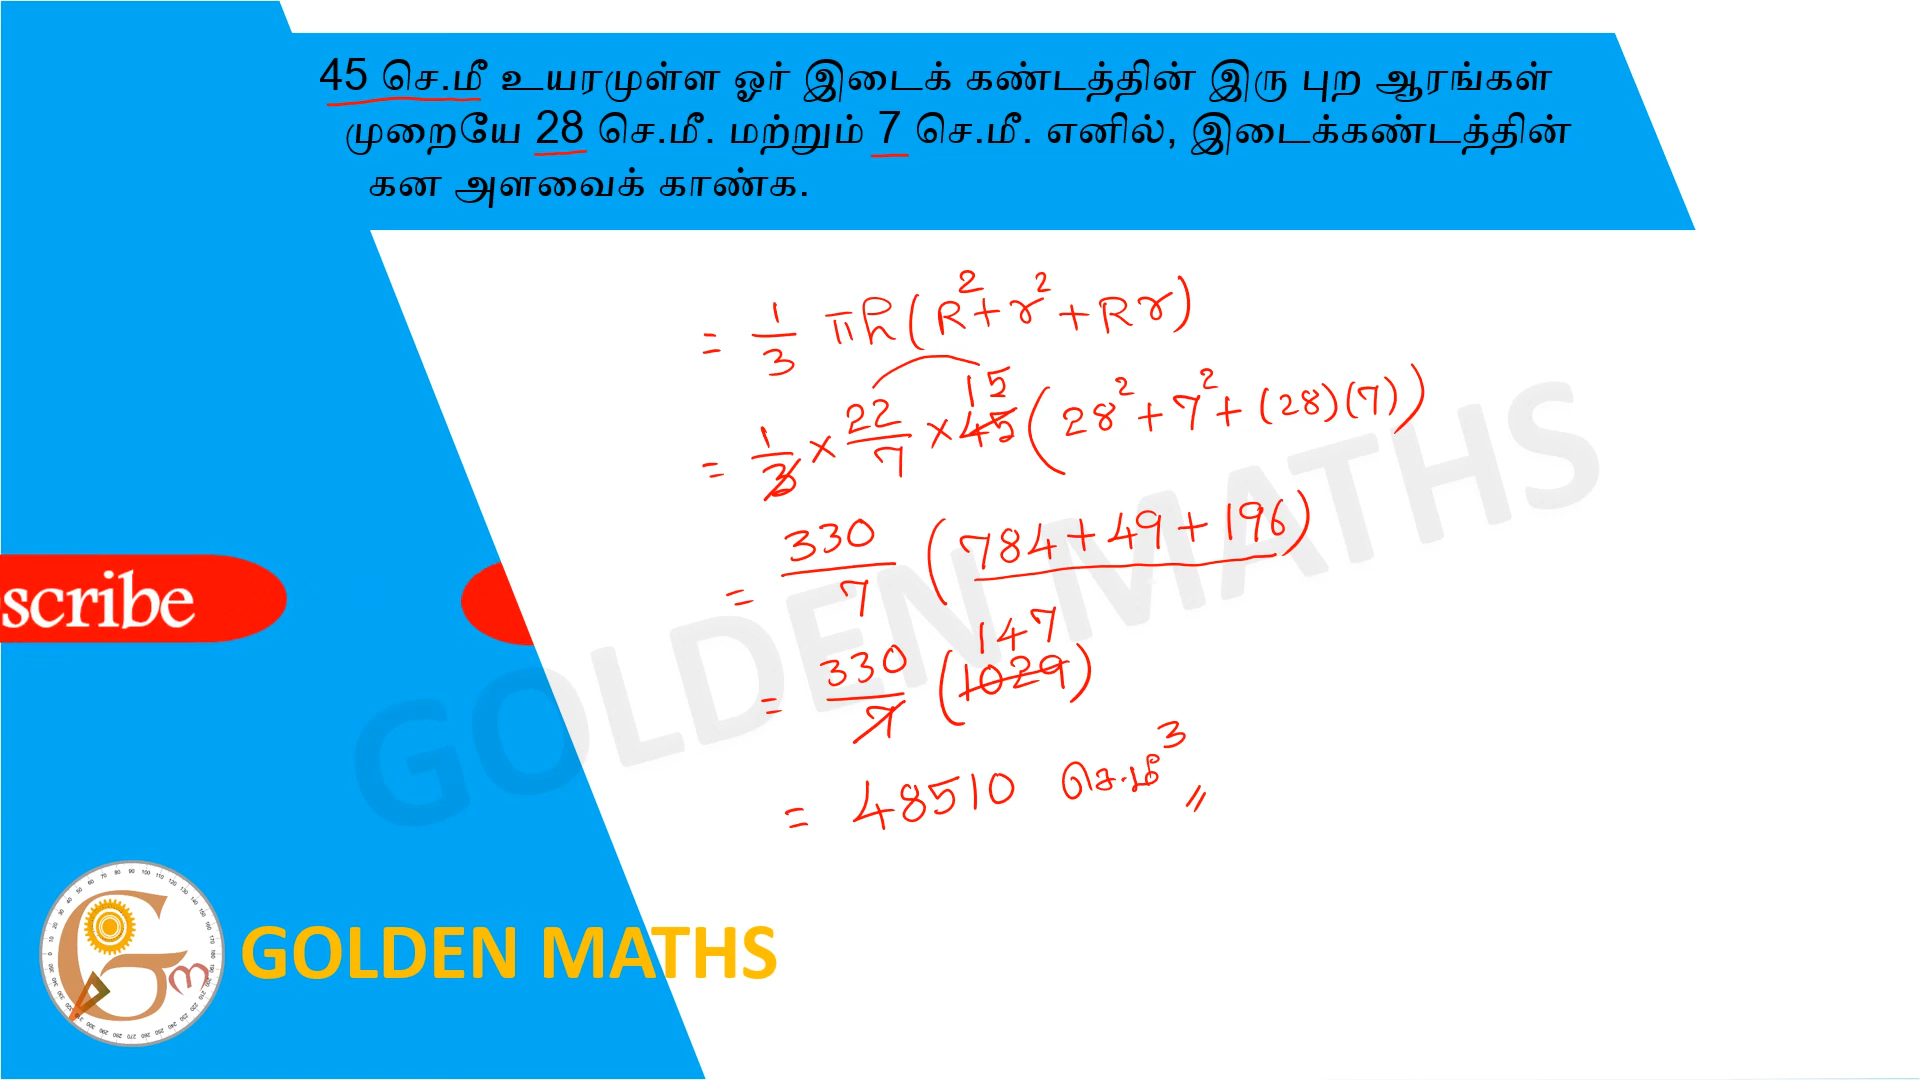 45 செ.மீ உயரமுள்ள ஓர் இடைக் கண்டத்தின் இரு புற ஆரங்கள்
முறையே 28 செ.மீ. மற்றும் 7 செ.மீ. எனில், இடைக்கண்டத்தின்
கன அளவைக் காண்க.
= 1/3 πh(R²+r²+Rr)
= 1/3 × 22/7 × 45 15 (28²+7²+(28)(7))
= 330/7 (784+49+196)
= 330/7 (1029) 147
= 48510 செ.மீ³ //
scribe
GOLDEN MATHS
GOLDEN MATHS